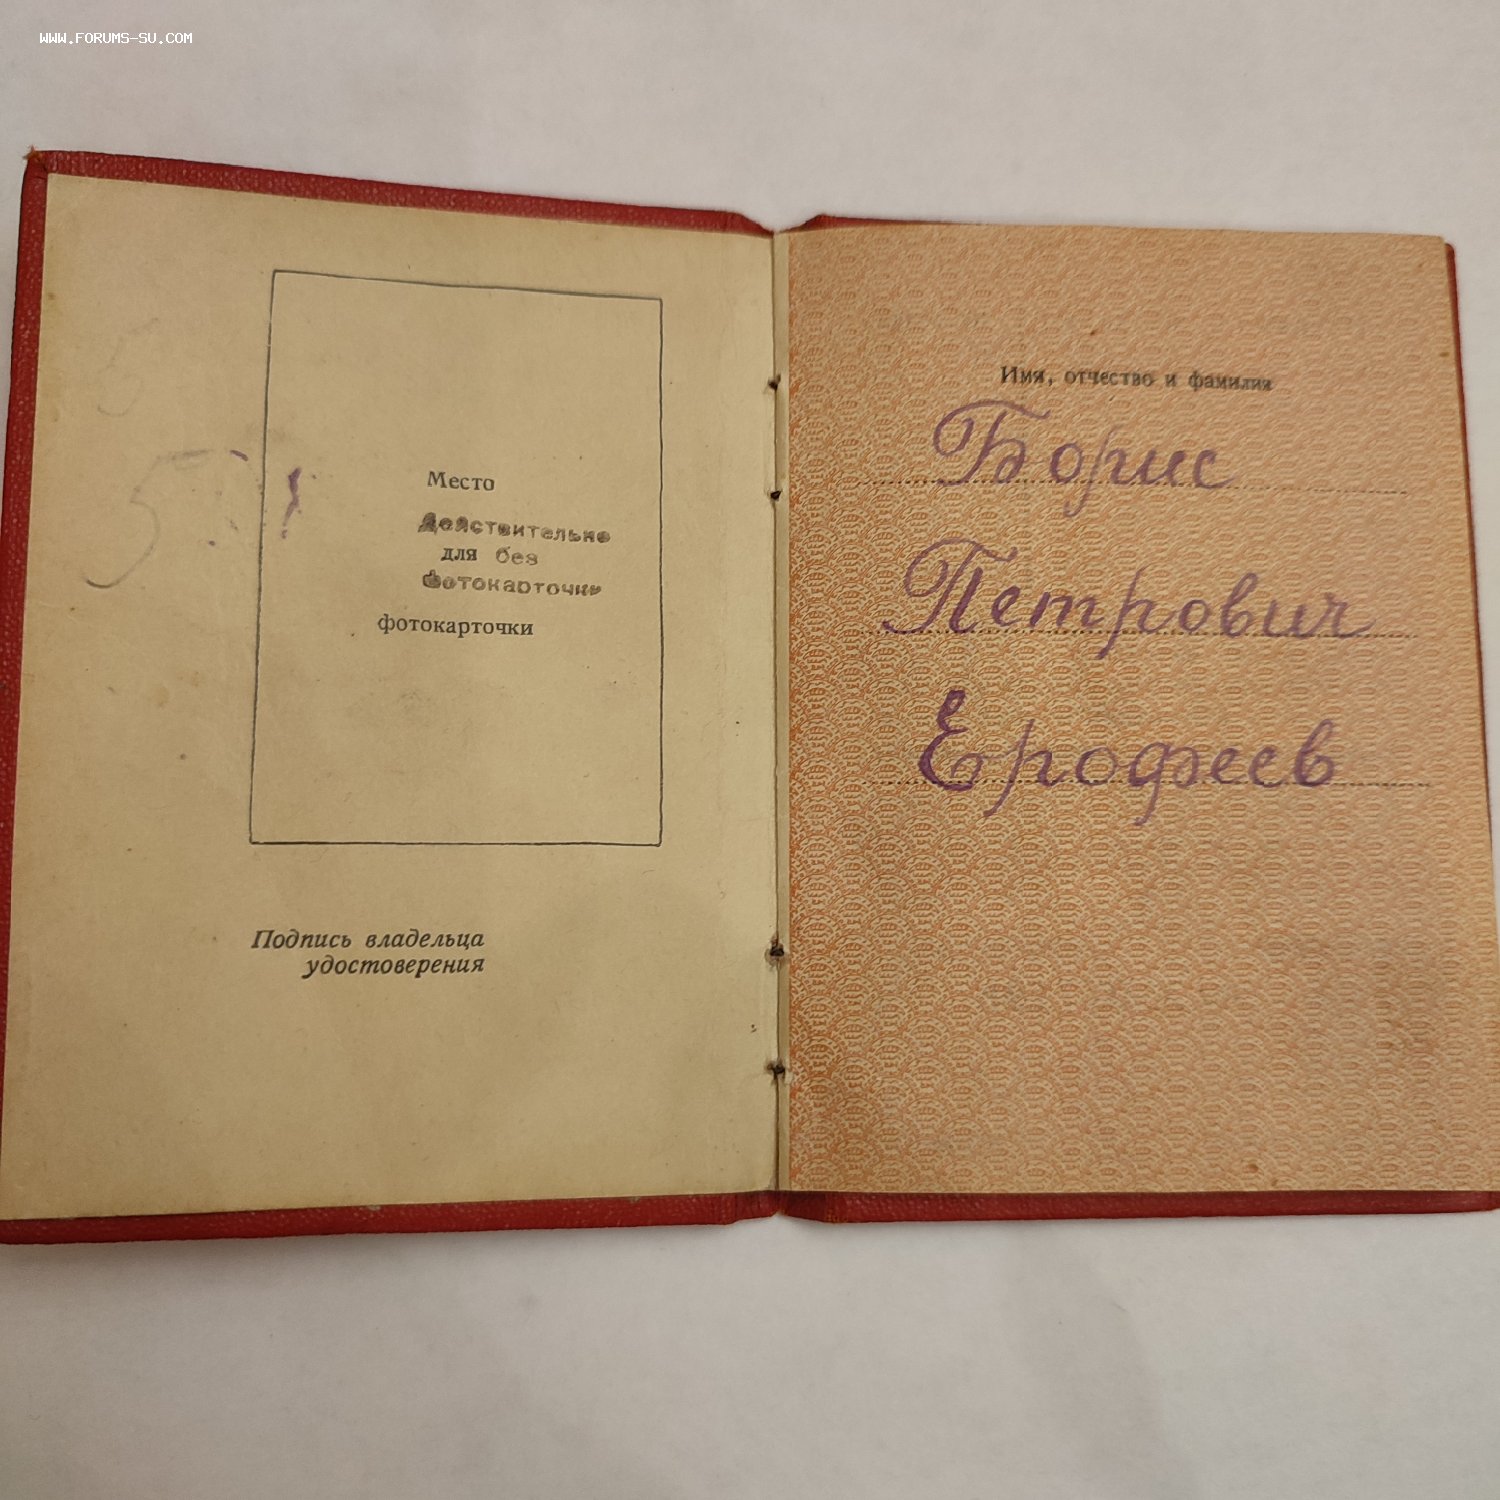 WWW.FORUMS-SU.COM
5
5
Место
Действительно
для без
фотокарточки
фотокарточки
Подпись владельца
удостоверения
Имя, отчество и фамилия
Борис
Петрович
Ерофеев